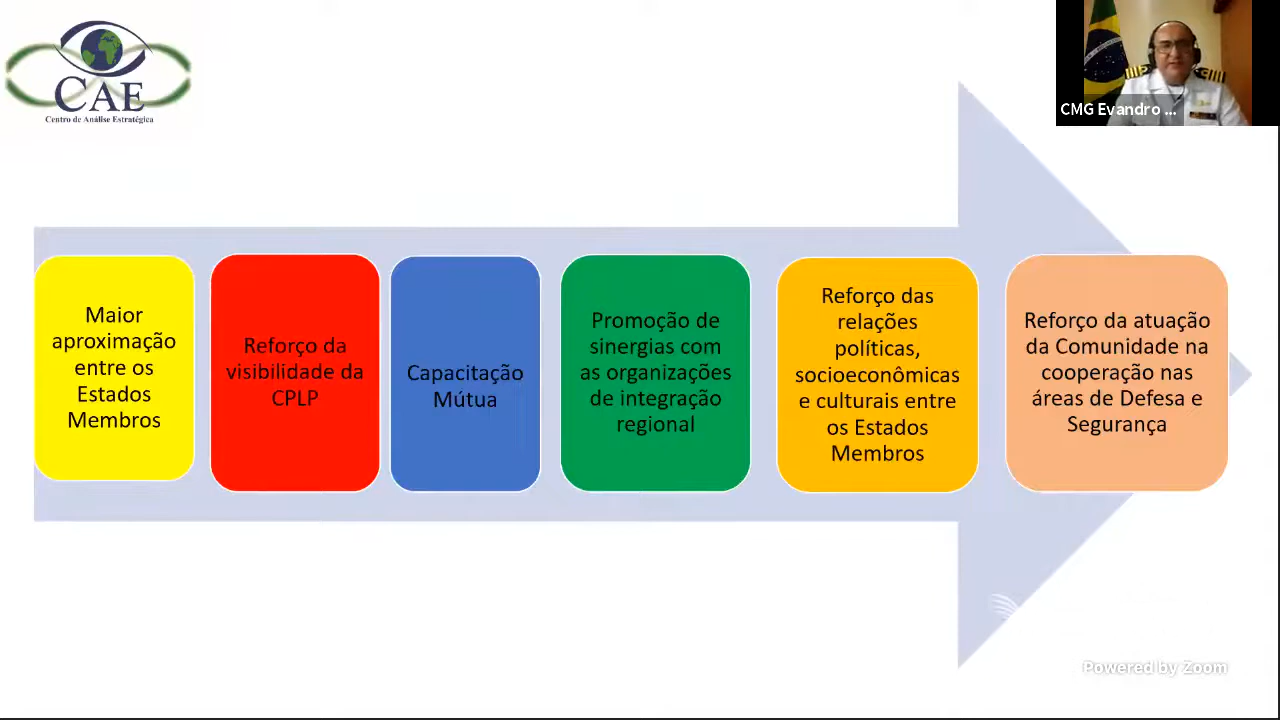 CAE
Centro de Análise Estratégica
CMG Evandro ...
Maior
aproximação
entre os
Estados
Membros
Reforço da
visibilidade da
CPLP
Capacitação
Mútua
Promoção de
sinergias com
as organizações
de integração
regional
Reforço das
relações
políticas,
socioeconômicas
e culturais entre
os Estados
Membros
Reforço da atuação
da Comunidade na
cooperação nas
áreas de Defesa e
Segurança
Powered by Zoom